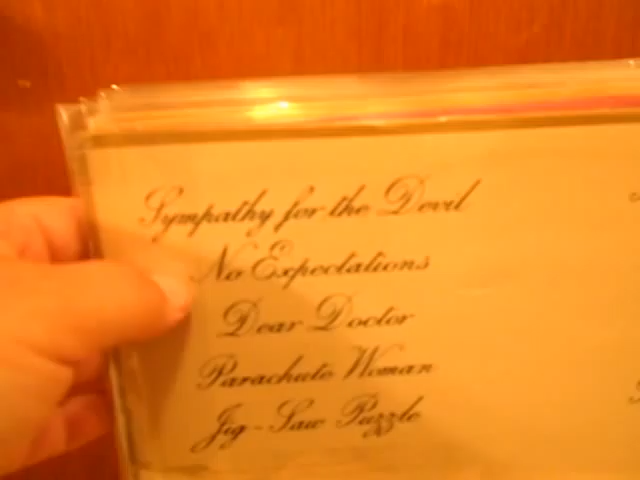 Sympathy for the Devil
No Expectations
Dear Doctor
Parachute Woman
Jig-Saw Puzzle